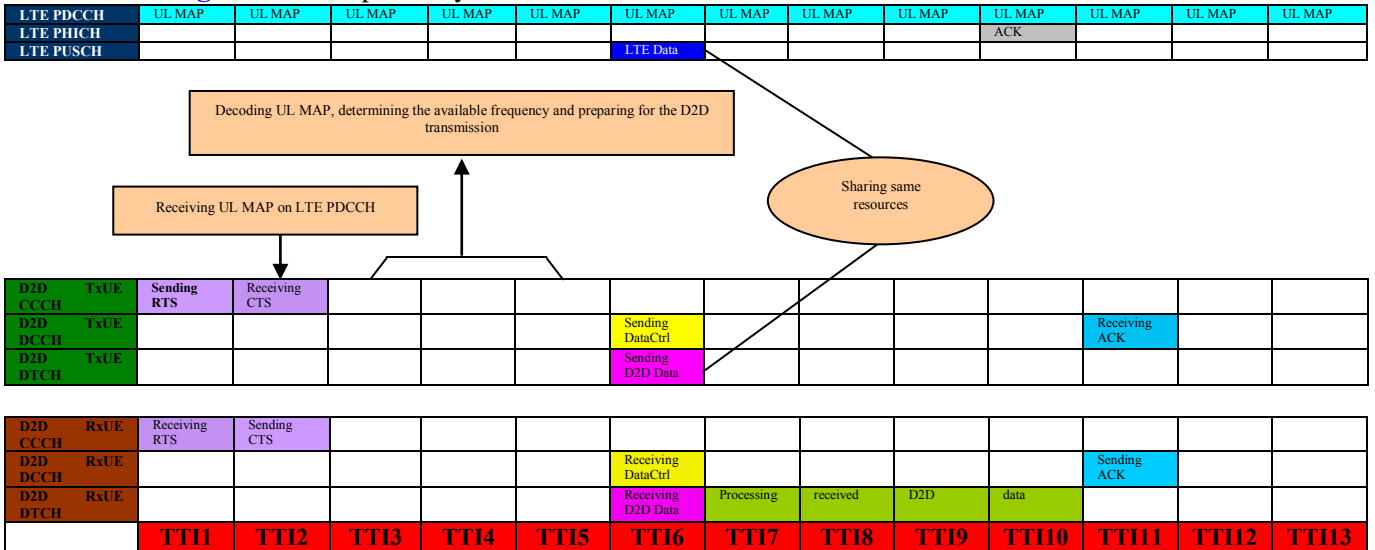 LTE PDCCH UL MAP UL MAP UL MAP UL MAP UL MAP UL MAP UL MAP UL MAP UL MAP UL MAP UL MAP UL MAP UL MAP
LTE PHICH ACK
LTE PUSCH LTE Data
Decoding UL MAP, determining the available frequency and preparing for the D2D
transmission
Sharing same
resources
Receiving UL MAP on LTE PDCCH
D2D TxUE Sending Receiving
CCCH RTS CTS
D2D TxUE Sending Receiving
DCCH DataCtrl ACK
D2D TxUE Sending
DTCH D2D Data
D2D RxUE Receiving Sending
CCCH RTS CTS
D2D RxUE Receiving Sending
DCCH DataCtrl ACK
D2D RxUE Receiving Processing received D2D data
DTCH D2D Data
TTI1 TTI2 TTI3 TTI4 TTI5 TTI6 TTI7 TTI8 TTI9 TTI10 TTI11 TTI12 TTI13